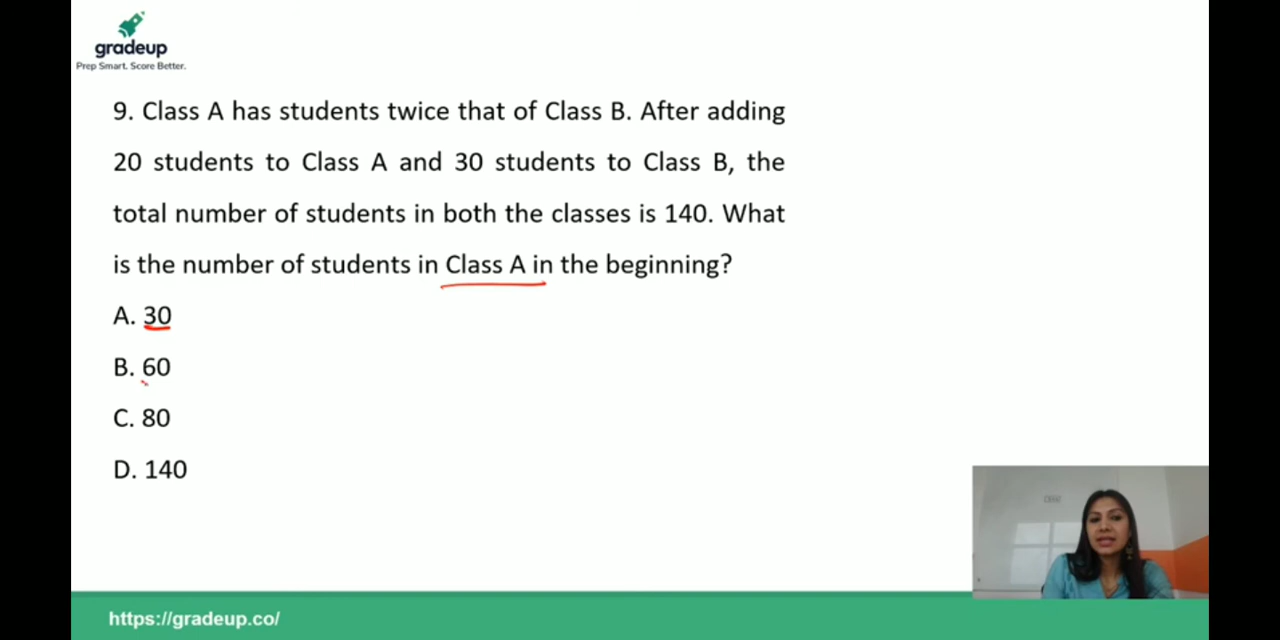 gradeup
Prep Smart. Score Better.
9. Class A has students twice that of Class B. After adding
20 students to Class A and 30 students to Class B, the
total number of students in both the classes is 140. What
is the number of students in Class A in the beginning?
A. 30
B. 60
C. 80
D. 140
https://gradeup.co/